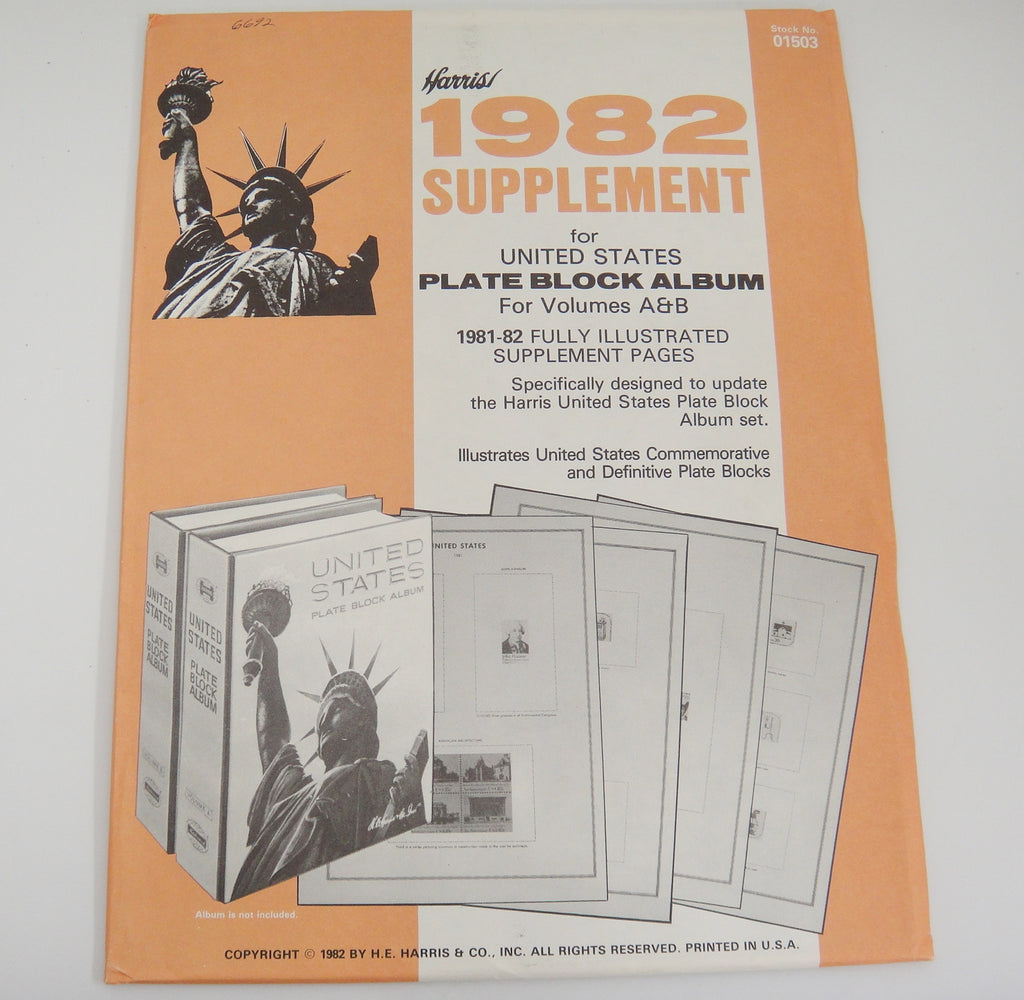 6692
Stock No.
01503
Harris
1982
SUPPLEMENT
for
UNITED STATES
PLATE BLOCK ALBUM
For Volumes A&B
1981-82 FULLY ILLUSTRATED
SUPPLEMENT PAGES
Specifically designed to update
the Harris United States Plate Block
Album set.
Illustrates United States Commemorative
and Definitive Plate Blocks
UNITED
STATES
PLATE
BLOCK
ALBUM
UNITED
STATES
PLATE
BLOCK
ALBUM
VOLUME A
UNITED
STATES
PLATE BLOCK ALBUM
UNITED STATES
1981
Album is not included.
COPYRIGHT © 1982 BY H.E. HARRIS & CO., INC. ALL RIGHTS RESERVED. PRINTED IN U.S.A.